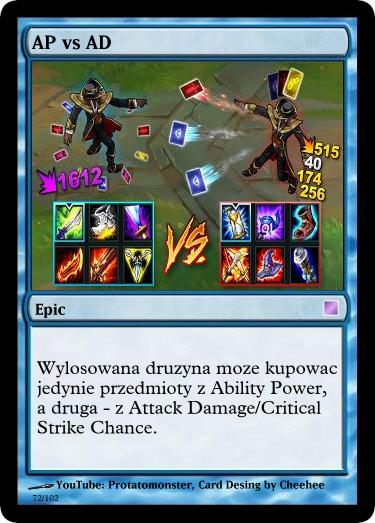 AP vs AD
1612
515
40
174
256
VS.
Epic
Wylosowana druzyna moze kupowac
jedynie przedmioty z Ability Power,
a druga - z Attack Damage/Critical
Strike Chance.
YouTube: Protatomonster, Card Desing by Cheehee
72/102